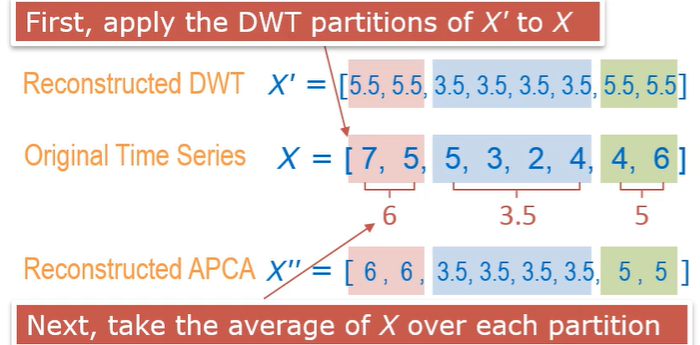 First, apply the DWT partitions of X' to X
Reconstructed DWT X' = [5.5, 5.5, 3.5, 3.5, 3.5, 3.5, 5.5, 5.5]
Original Time Series X = [ 7, 5, 5, 3, 2, 4, 4, 6 ]
6 3.5 5
Reconstructed APCA X'' = [ 6 , 6 , 3.5, 3.5, 3.5, 3.5, 5 , 5 ]
Next, take the average of X over each partition